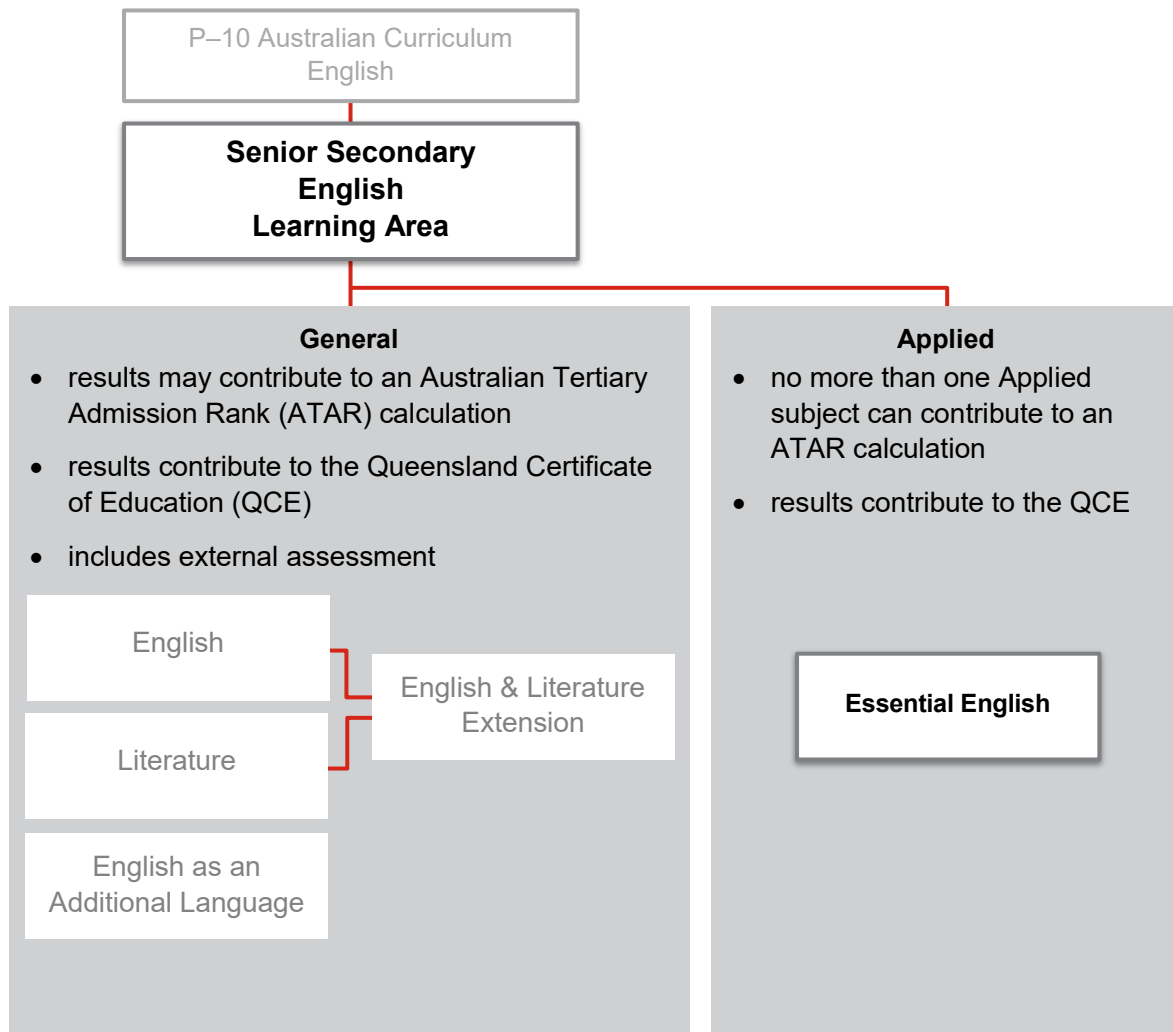 P–10 Australian Curriculum
English
Senior Secondary
English
Learning Area
General
• results may contribute to an Australian Tertiary
Admission Rank (ATAR) calculation
• results contribute to the Queensland Certificate
of Education (QCE)
• includes external assessment
English
Literature
English & Literature
Extension
English as an
Additional Language
Applied
• no more than one Applied
subject can contribute to an
ATAR calculation
• results contribute to the QCE
Essential English